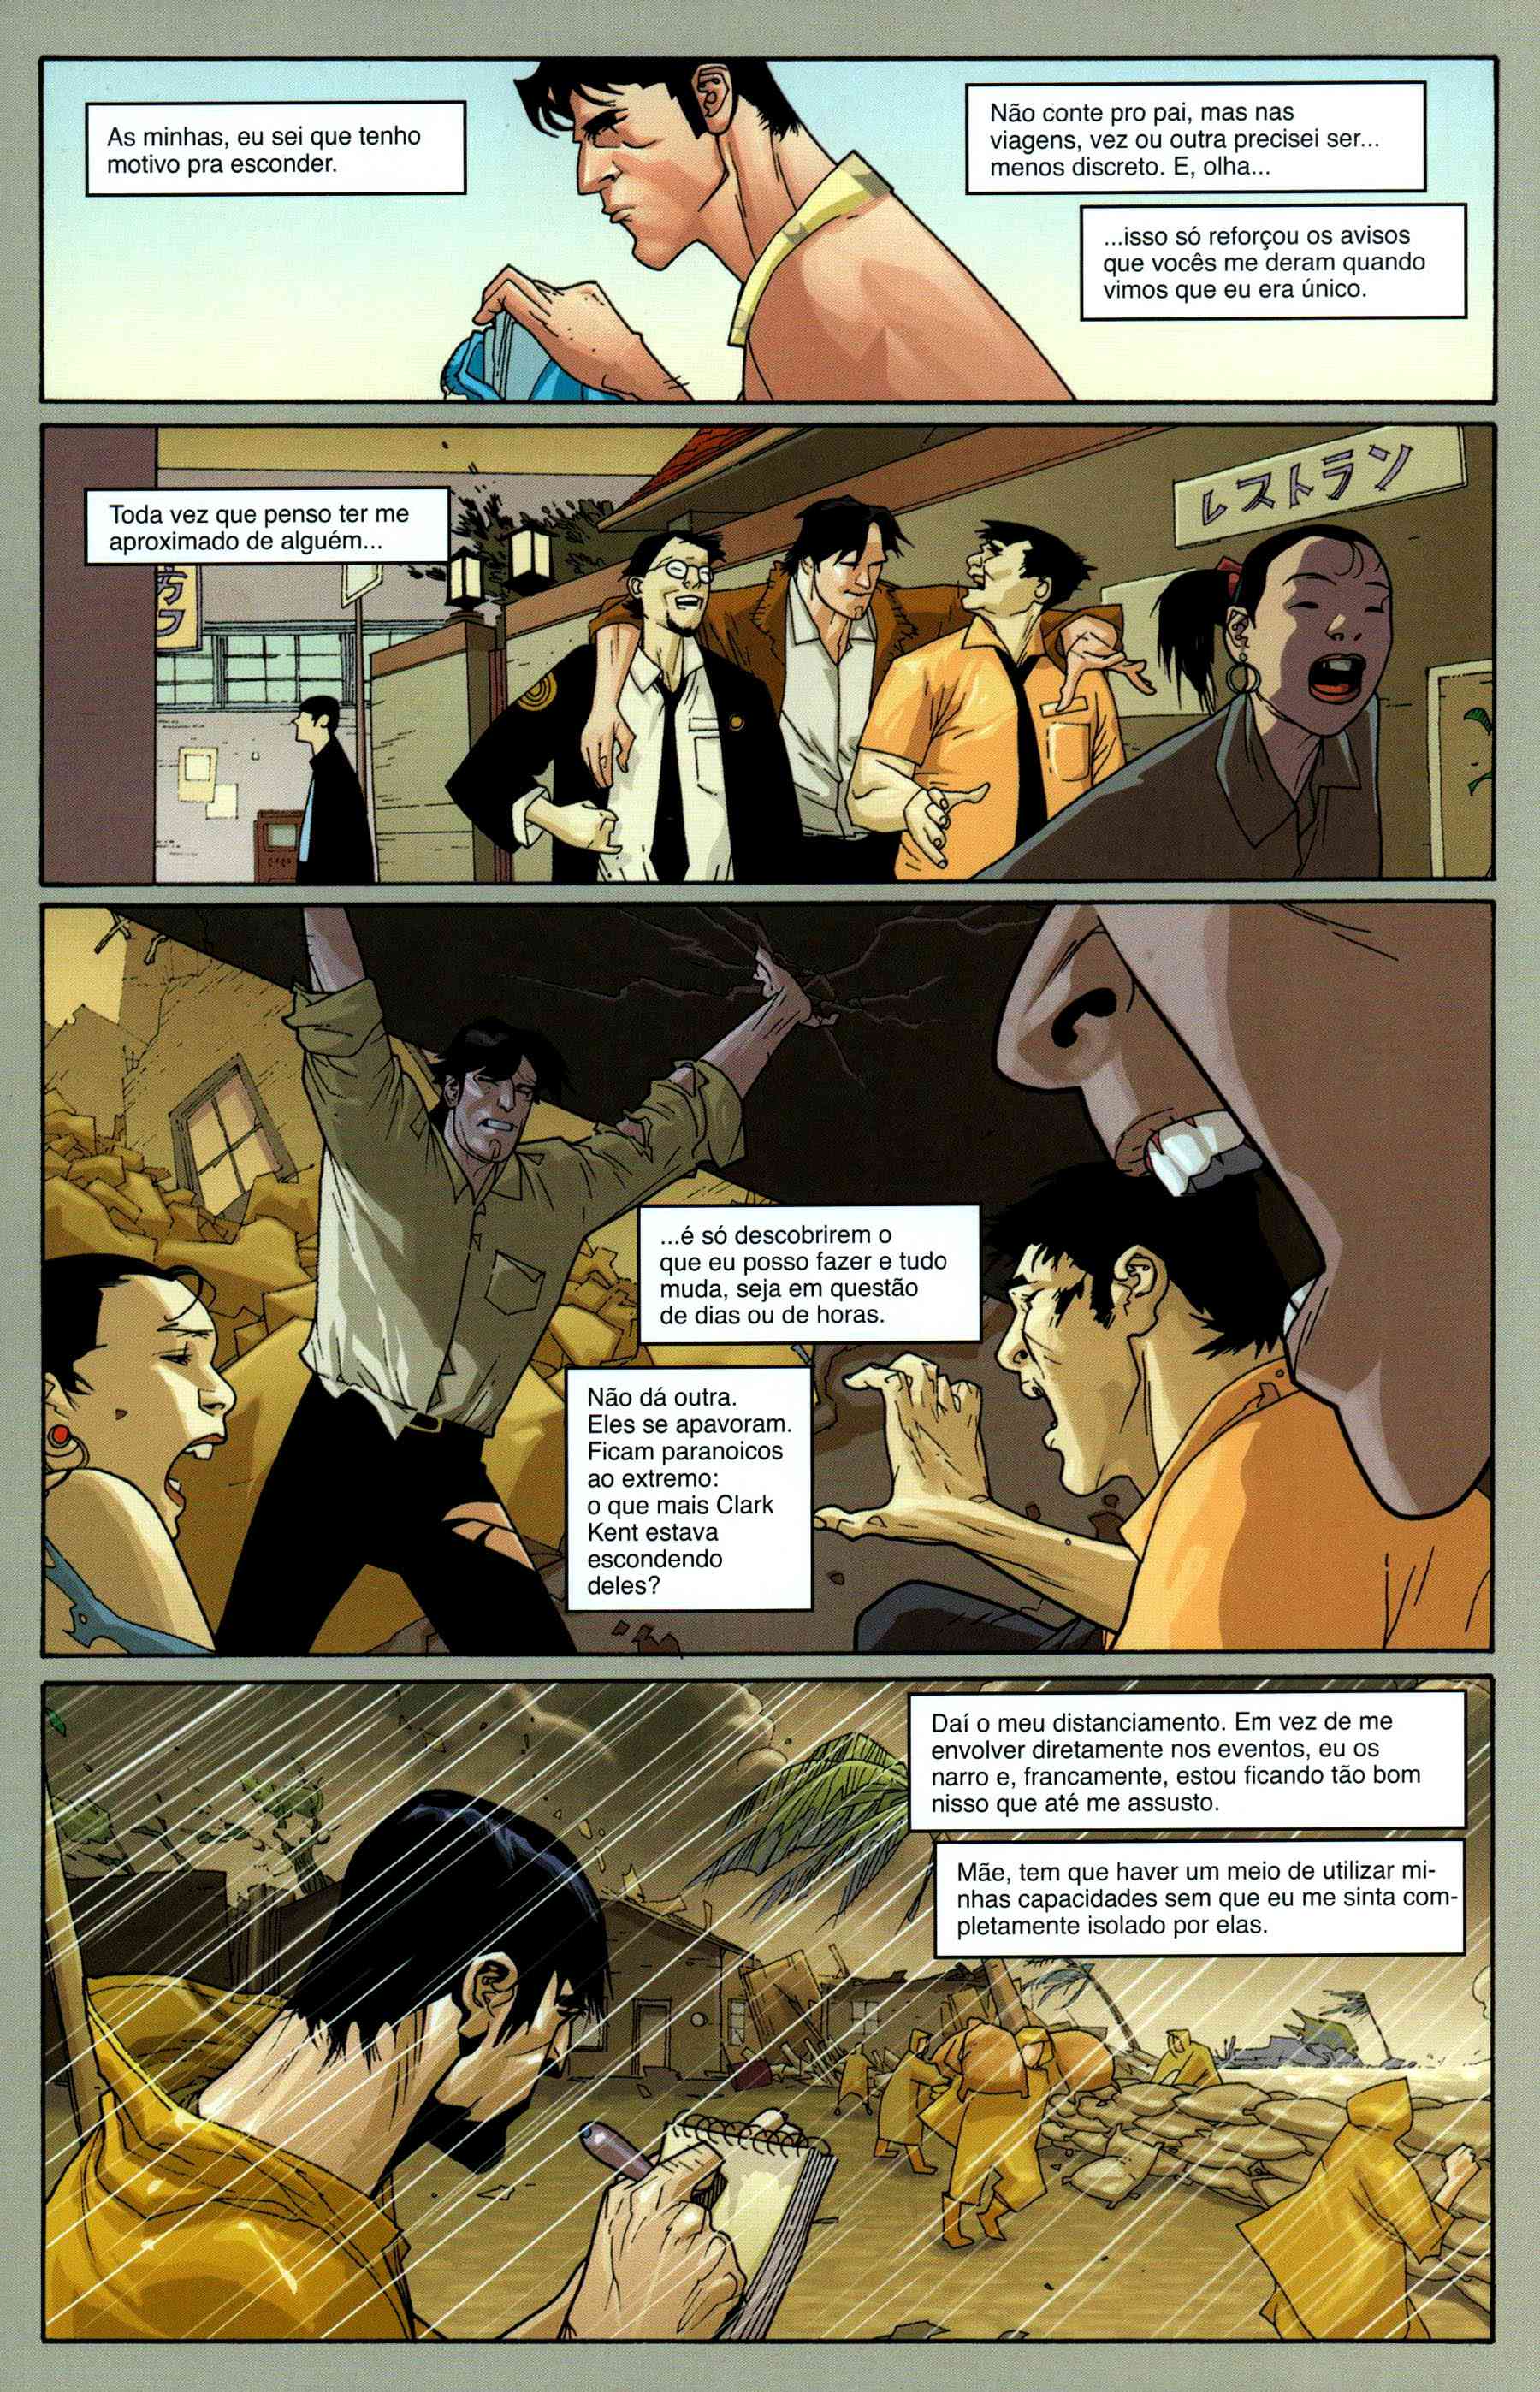 As minhas, eu sei que tenho
motivo pra esconder.
Não conte pro pai, mas nas
viagens, vez ou outra precisei ser...
menos discreto. E, olha...
...isso só reforçou os avisos
que vocês me deram quando
vimos que eu era único.
Toda vez que penso ter me
aproximado de alguém...
レストラン
...é só descobrirem o
que eu posso fazer e tudo
muda, seja em questão
de dias ou de horas.
Não dá outra.
Eles se apavoram.
Ficam paranoicos
ao extremo:
o que mais Clark
Kent estava
escondendo
deles?
Daí o meu distanciamento. Em vez de me
envolver diretamente nos eventos, eu os
narro e, francamente, estou ficando tão bom
nisso que até me assusto.
Mãe, tem que haver um meio de utilizar mi-
nhas capacidades sem que eu me sinta com-
pletamente isolado por elas.